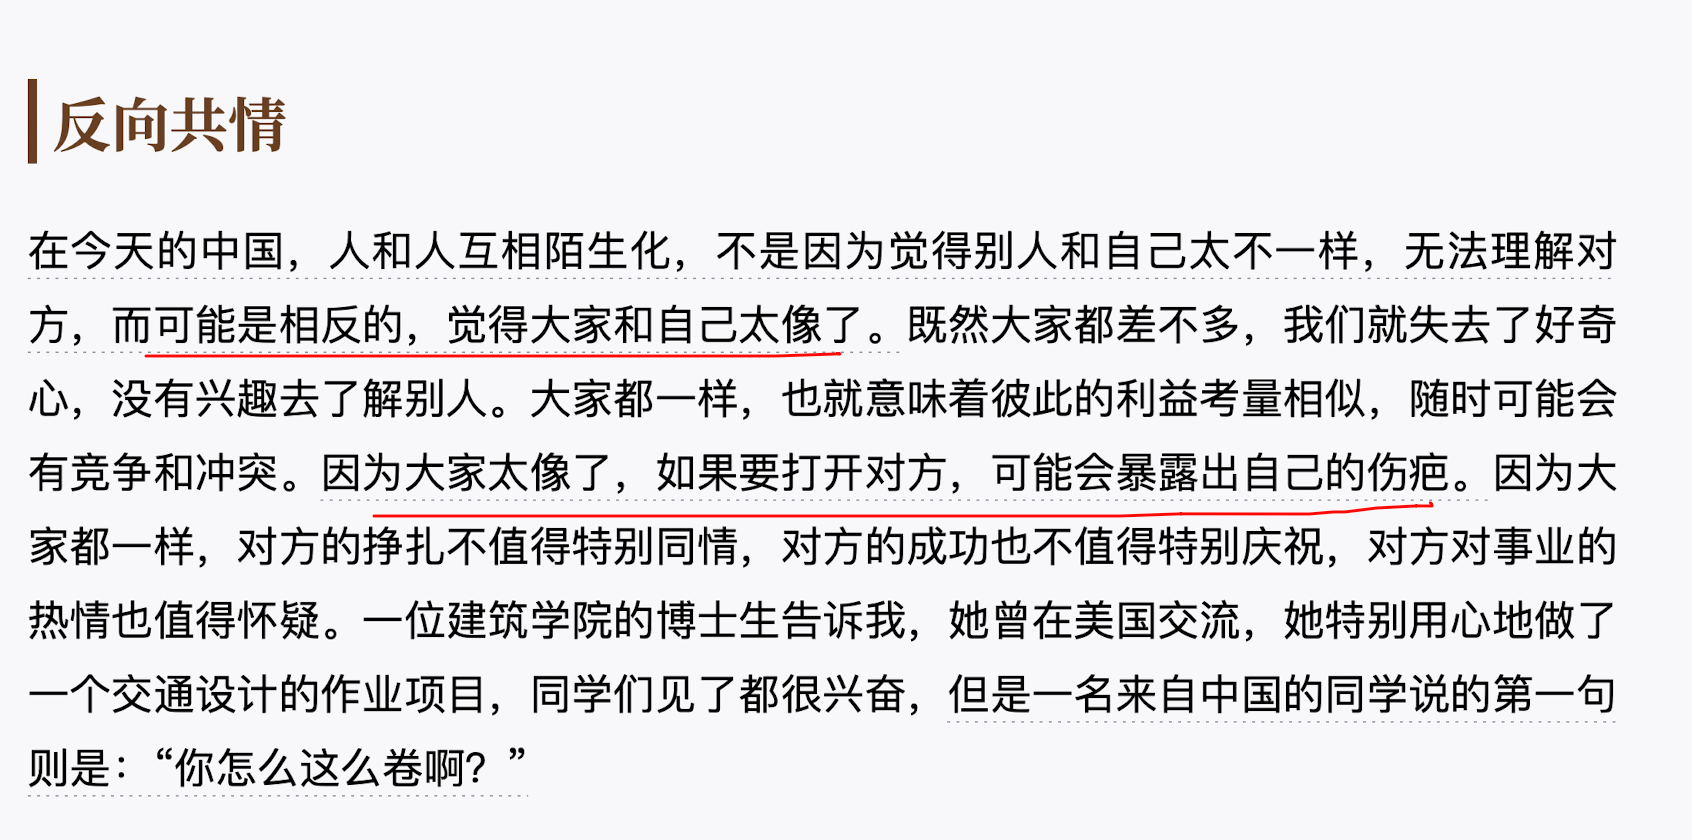 反向共情
在今天的中国，人和人互相陌生化，不是因为觉得别人和自己太不一样，无法理解对
方，而可能是相反的，觉得大家和自己太像了。既然大家都差不多，我们就失去了好奇
心，没有兴趣去了解别人。大家都一样，也就意味着彼此的利益考量相似，随时可能会
有竞争和冲突。因为大家太像了，如果要打开对方，可能会暴露出自己的伤疤。因为大
家都一样，对方的挣扎不值得特别同情，对方的成功也不值得特别庆祝，对方对事业的
热情也值得怀疑。一位建筑学院的博士生告诉我，她曾在美国交流，她特别用心地做了
一个交通设计的作业项目，同学们见了都很兴奋，但是一名来自中国的同学说的第一句
则是：“你怎么这么卷啊？”